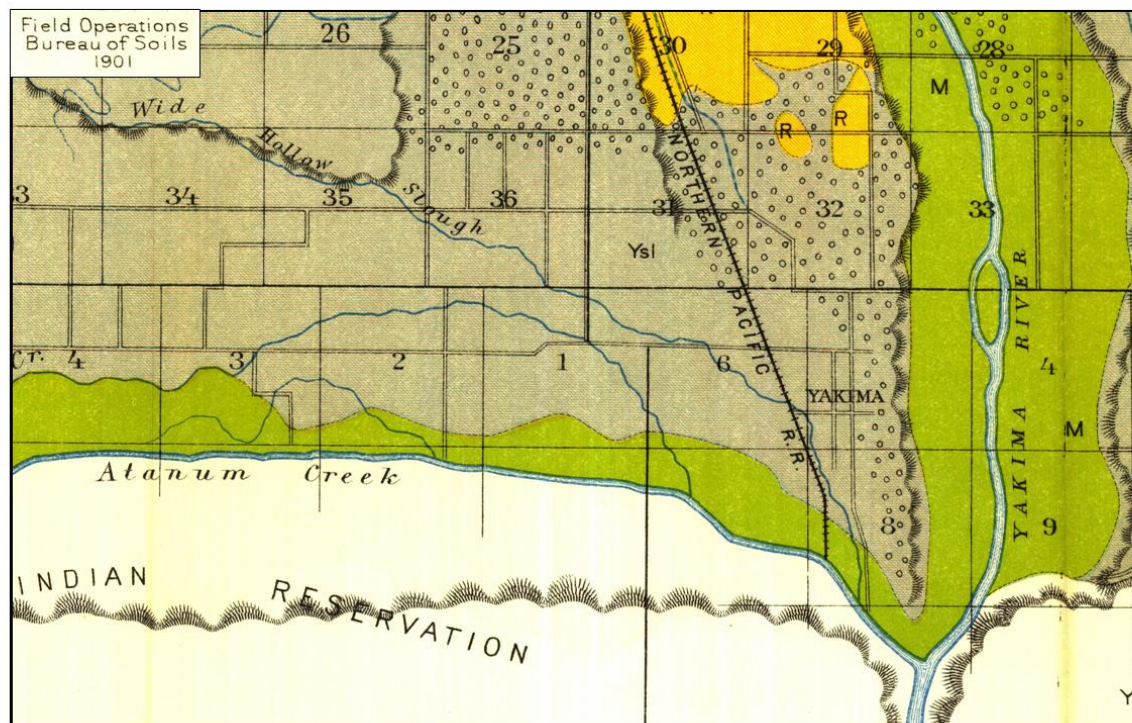 Field Operations
Bureau of Soils
1901
26
25
30
29
28
M
Wide
Hollow
Slough
R
R
NORTHERN
PACIFIC
R. R.
34
35
36
31
32
33
Ysl
YAKIMA RIVER
Cr.
4
3
2
1
6
4
YAKIMA
M
Atanum Creek
8
9
INDIAN
RESERVATION
Y